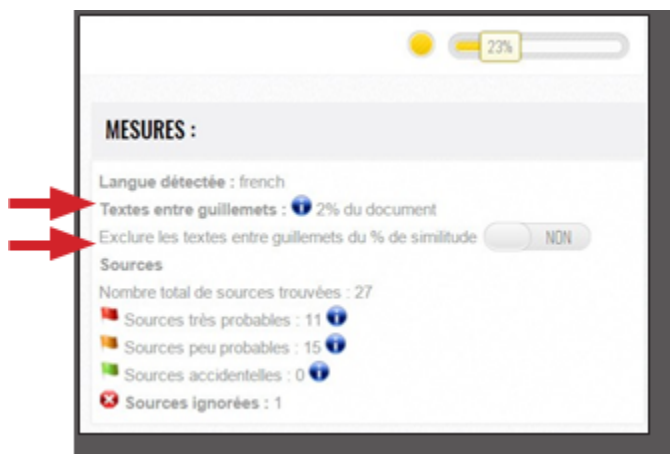 23%
MESURES :
Langue détectée : french
Textes entre guillemets : 2% du document
Exclure les textes entre guillemets du % de similitude NON
Sources
Nombre total de sources trouvées : 27
Sources très probables : 11
Sources peu probables : 15
Sources accidentelles : 0
Sources ignorées : 1